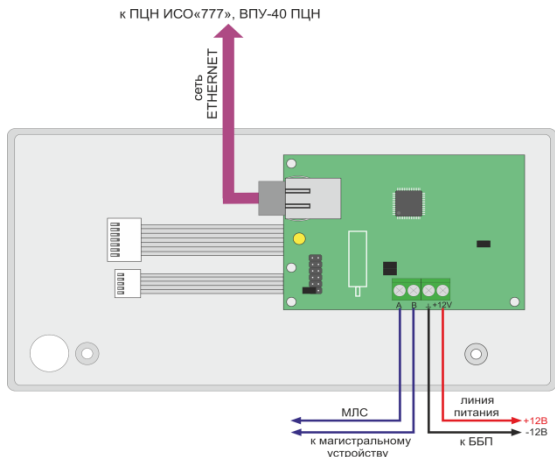 к ПЦН ИСО«777», ВПУ-40 ПЦН
сеть
ETHERNET
A B ⏊ +12V
МЛС
линия
питания
+12В
-12В
к магистральному
устройству
к ББП